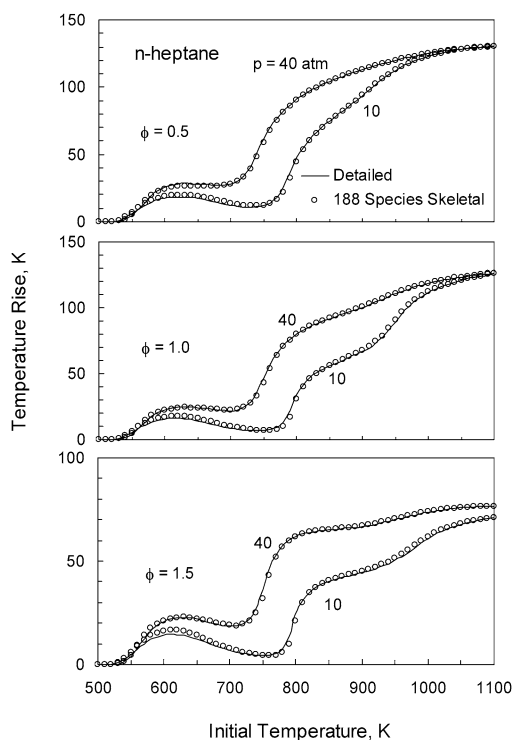 150
n-heptane
p = 40 atm
100
10
ϕ = 0.5
50
Detailed
188 Species Skeletal
0
150
100
40
ϕ = 1.0
50
10
0
100
40
50
ϕ = 1.5
10
0
500 600 700 800 900 1000 1100
Initial Temperature, K
Temperature Rise, K